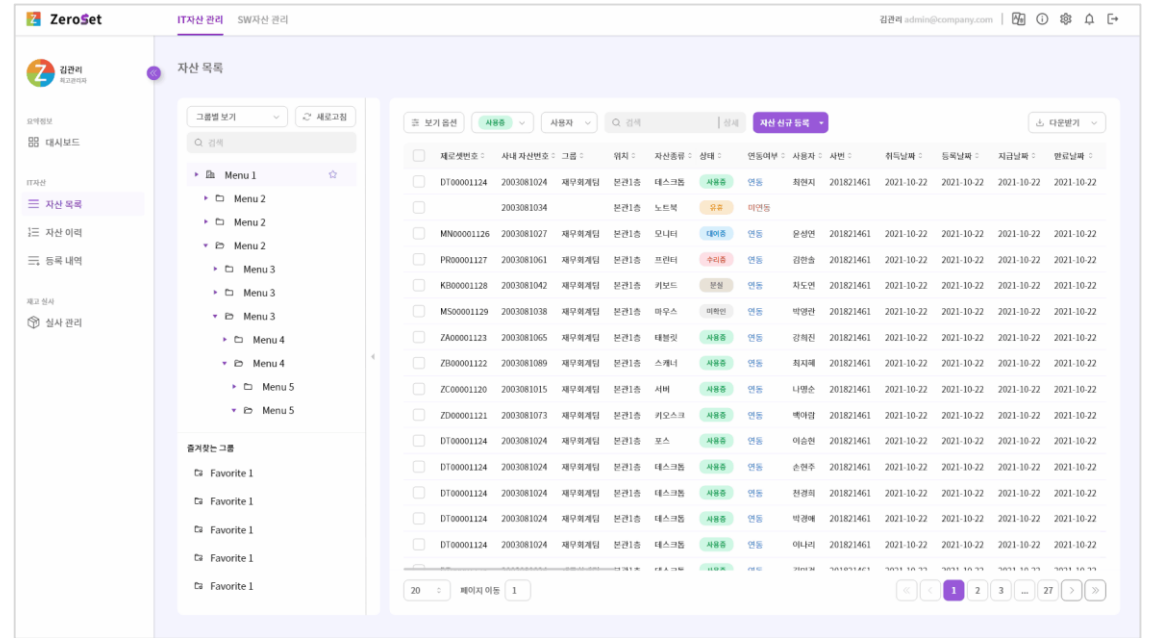 ZeroSet
IT자산 관리 SW자산 관리
김관리 admin@company.com
김관리
최고관리자
자산 목록
요약정보
대시보드
IT자산
자산 목록
자산 이력
등록 내역
재고 실사
실사 관리
그룹별 보기 새로고침
검색
Menu 1
Menu 2
Menu 2
Menu 2
Menu 3
Menu 3
Menu 3
Menu 4
Menu 4
Menu 5
Menu 5
즐겨찾는 그룹
Favorite 1
Favorite 1
Favorite 1
Favorite 1
Favorite 1
보기 옵션 사용중 사용자 검색 상세 자산 신규 등록 다운받기
제로셋번호 사내 자산번호 그룹 위치 자산종류 상태 연동여부 사용자 사번 취득날짜 등록날짜 지급날짜 만료날짜
DT00001124 2003081024 재무회계팀 본관1층 데스크톱 사용중 연동 최현지 201821461 2021-10-22 2021-10-22 2021-10-22 2021-10-22
2003081034 본관1층 노트북 유휴 미연동
MN00001126 2003081027 재무회계팀 본관1층 모니터 대여중 연동 윤성연 201821461 2021-10-22 2021-10-22 2021-10-22 2021-10-22
PR00001127 2003081061 재무회계팀 본관1층 프린터 수리중 연동 김한솔 201821461 2021-10-22 2021-10-22 2021-10-22 2021-10-22
KB00001128 2003081042 재무회계팀 본관1층 키보드 분실 연동 차도연 201821461 2021-10-22 2021-10-22 2021-10-22 2021-10-22
MS00001129 2003081038 재무회계팀 본관1층 마우스 미확인 연동 박영란 201821461 2021-10-22 2021-10-22 2021-10-22 2021-10-22
ZA00001123 2003081065 재무회계팀 본관1층 태블릿 사용중 연동 강희진 201821461 2021-10-22 2021-10-22 2021-10-22 2021-10-22
ZB00001122 2003081089 재무회계팀 본관1층 스캐너 사용중 연동 최지혜 201821461 2021-10-22 2021-10-22 2021-10-22 2021-10-22
ZC00001120 2003081015 재무회계팀 본관1층 서버 사용중 연동 나명순 201821461 2021-10-22 2021-10-22 2021-10-22 2021-10-22
ZD00001121 2003081073 재무회계팀 본관1층 키오스크 사용중 연동 백아람 201821461 2021-10-22 2021-10-22 2021-10-22 2021-10-22
DT00001124 2003081024 재무회계팀 본관1층 포스 사용중 연동 이승현 201821461 2021-10-22 2021-10-22 2021-10-22 2021-10-22
DT00001124 2003081024 재무회계팀 본관1층 데스크톱 사용중 연동 손현주 201821461 2021-10-22 2021-10-22 2021-10-22 2021-10-22
DT00001124 2003081024 재무회계팀 본관1층 데스크톱 사용중 연동 천경희 201821461 2021-10-22 2021-10-22 2021-10-22 2021-10-22
DT00001124 2003081024 재무회계팀 본관1층 데스크톱 사용중 연동 박경애 201821461 2021-10-22 2021-10-22 2021-10-22 2021-10-22
DT00001124 2003081024 재무회계팀 본관1층 데스크톱 사용중 연동 이나리 201821461 2021-10-22 2021-10-22 2021-10-22 2021-10-22
20 페이지 이동 1
1 2 3 ... 27